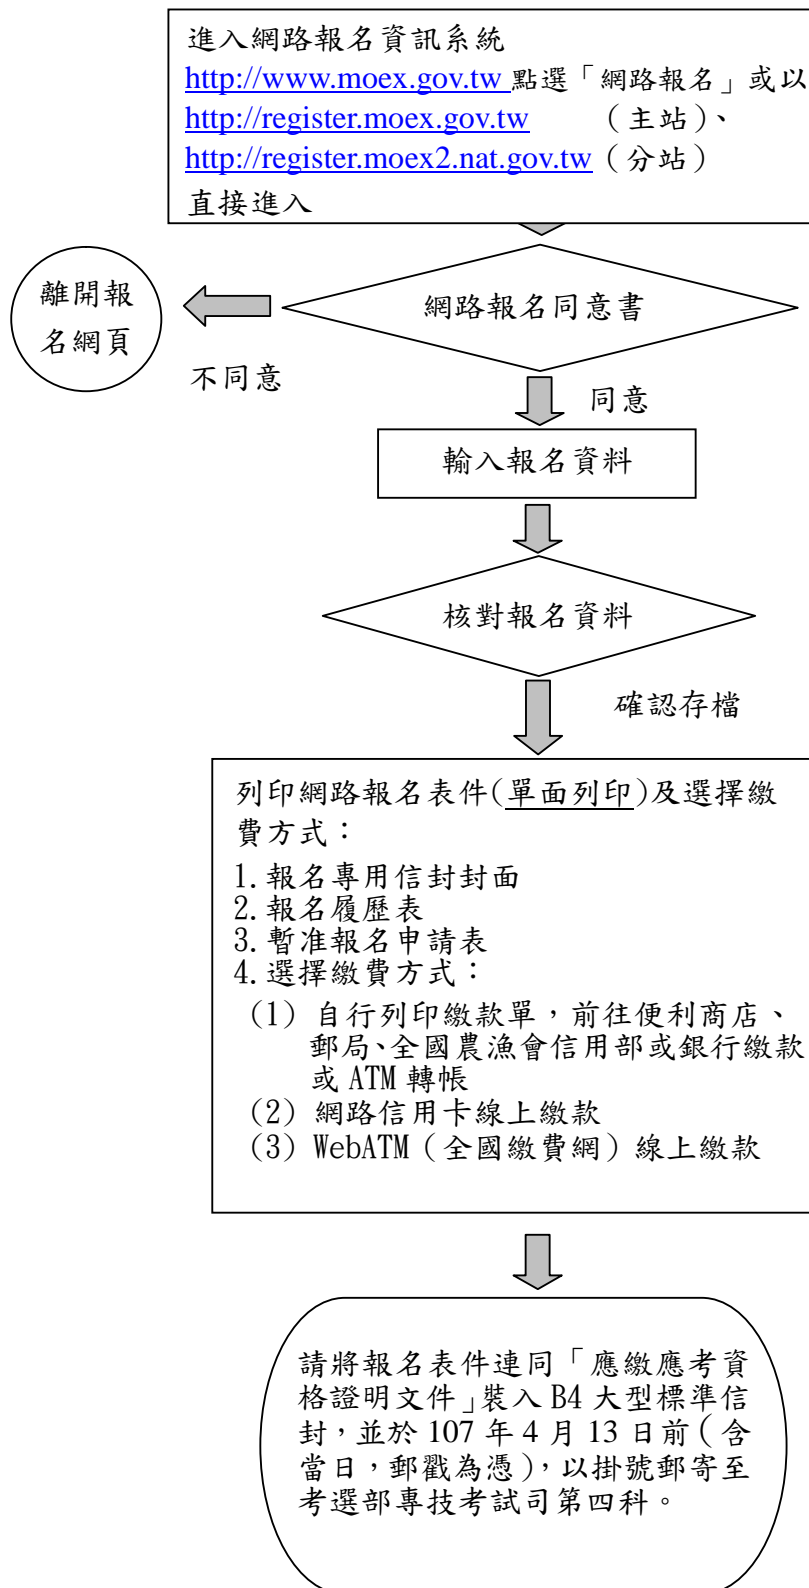 進入網路報名資訊系統
http://www.moex.gov.tw 點選「網路報名」或以
http://register.moex.gov.tw （主站）、
http://register.moex2.nat.gov.tw（分站）
直接進入
離開報
名網頁
網路報名同意書
不同意
同意
輸入報名資料
核對報名資料
確認存檔
列印網路報名表件(單面列印)及選擇繳
費方式：
1.報名專用信封封面
2.報名履歷表
3.暫准報名申請表
4.選擇繳費方式：
(1) 自行列印繳款單，前往便利商店、
郵局、全國農漁會信用部或銀行繳款
或 ATM 轉帳
(2) 網路信用卡線上繳款
(3) WebATM（全國繳費網）線上繳款
請將報名表件連同「應繳應考資
格證明文件」裝入 B4 大型標準信
封，並於 107 年 4 月 13 日前（含
當日，郵戳為憑），以掛號郵寄至
考選部專技考試司第四科。